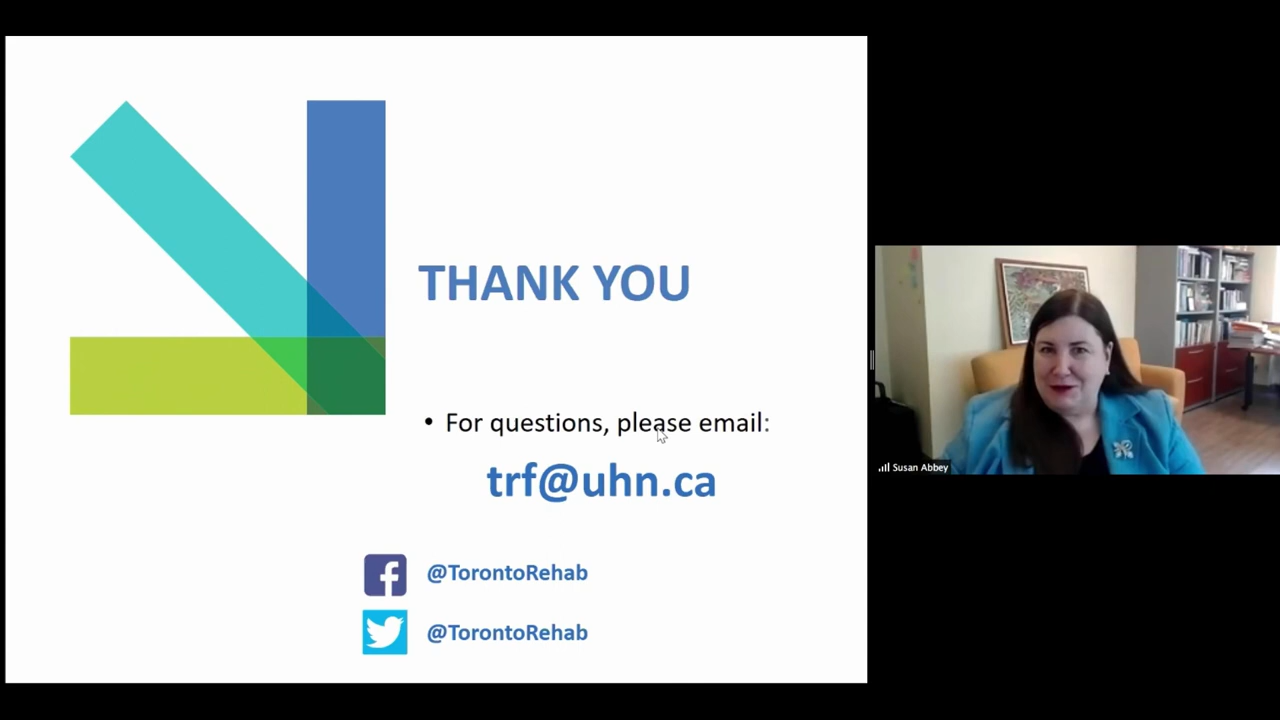 THANK YOU
• For questions, please email:
trf@uhn.ca
@TorontoRehab
@TorontoRehab
Susan Abbey